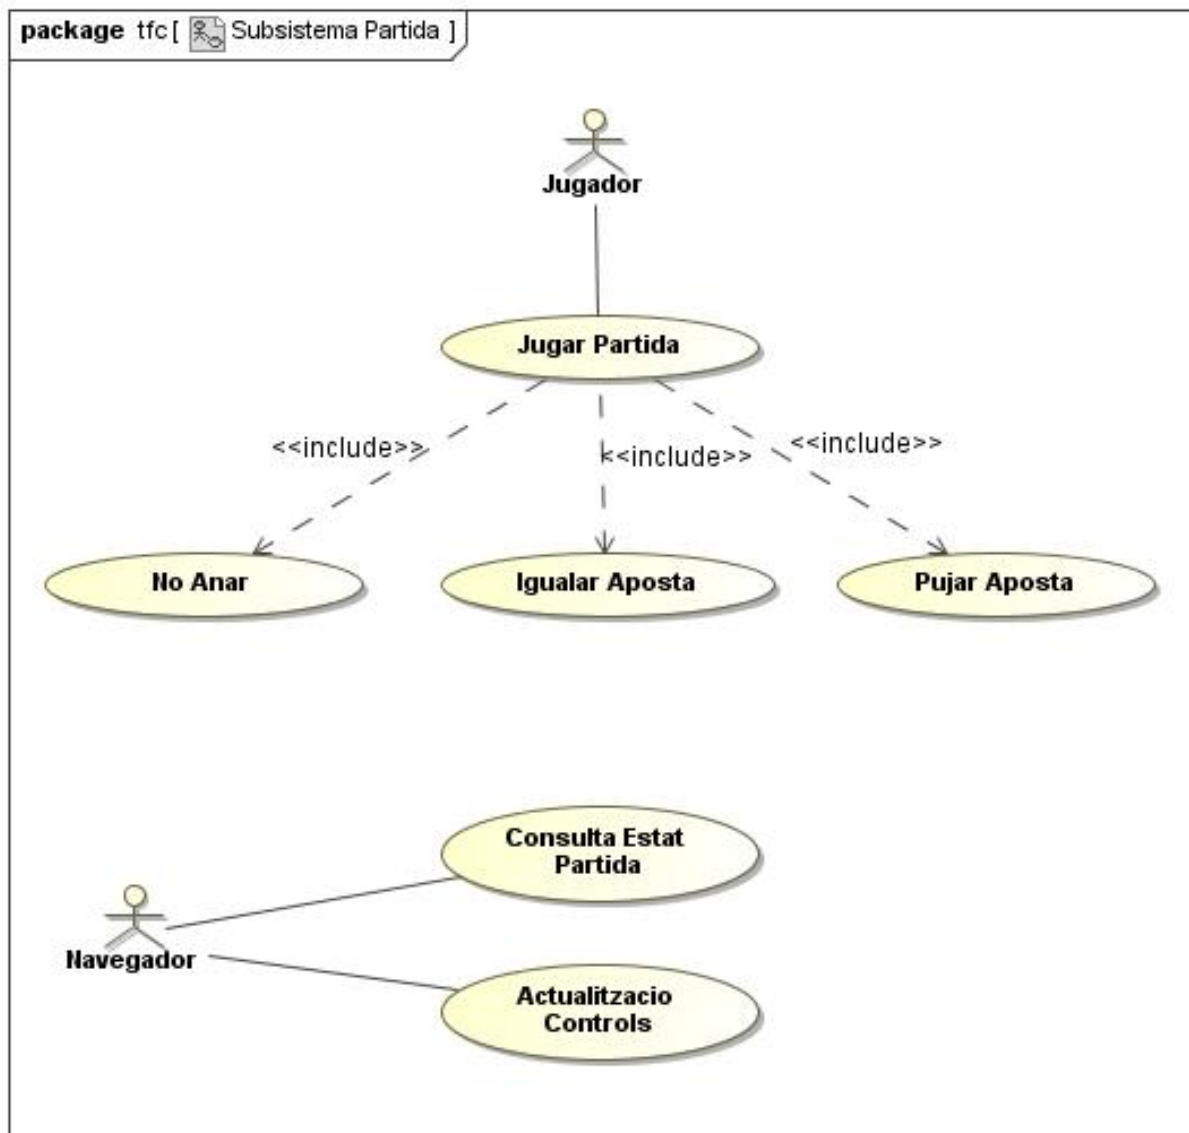 package tfc [ Subsistema Partida ]
Jugador
Jugar Partida
<<include>>
<<include>>
<<include>>
No Anar
Igualar Aposta
Pujar Aposta
Consulta Estat
Partida
Navegador
Actualitzacio
Controls